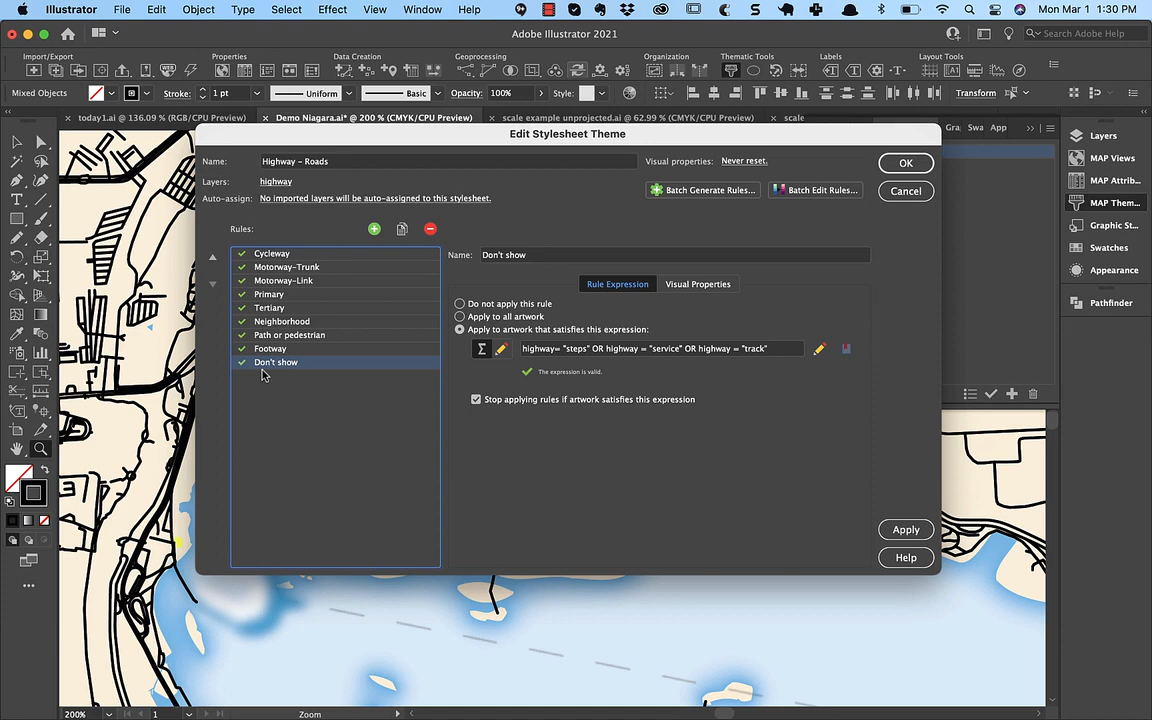 Illustrator File Edit Object Type Select Effect View Window Help Mon Mar 1 1:30 PM
Adobe Illustrator 2021
Search Adobe Help
Import/Export Properties Data Creation Geoprocessing Organization Thematic Tools Labels Layout Tools
Mixed Objects Stroke: 1 pt Uniform Basic Opacity: 100% Style: Transform
× today1.ai @ 136.09 % (RGB/CPU Preview) × Demo Niagara.ai* @ 200 % (CMYK/CPU Preview) × scale example unprojected.ai @ 62.99 % (CMYK/CPU Preview) × scale
Edit Stylesheet Theme
Gra Swa App
Layers
MAP Views
MAP Attrib...
MAP Them...
Graphic St...
Swatches
Appearance
Pathfinder
Name: Highway - Roads
Visual properties: Never reset.
OK
Layers: highway
Batch Generate Rules... Batch Edit Rules...
Cancel
Auto-assign: No imported layers will be auto-assigned to this stylesheet.
Rules:
Cycleway
Motorway-Trunk
Motorway-Link
Primary
Tertiary
Neighborhood
Path or pedestrian
Footway
Don't show
Name: Don't show
Rule Expression Visual Properties
Do not apply this rule
Apply to all artwork
Apply to artwork that satisfies this expression:
Σ highway= "steps" OR highway = "service" OR highway = "track"
The expression is valid.
Stop applying rules if artwork satisfies this expression
Apply
Help
200% 1 Zoom